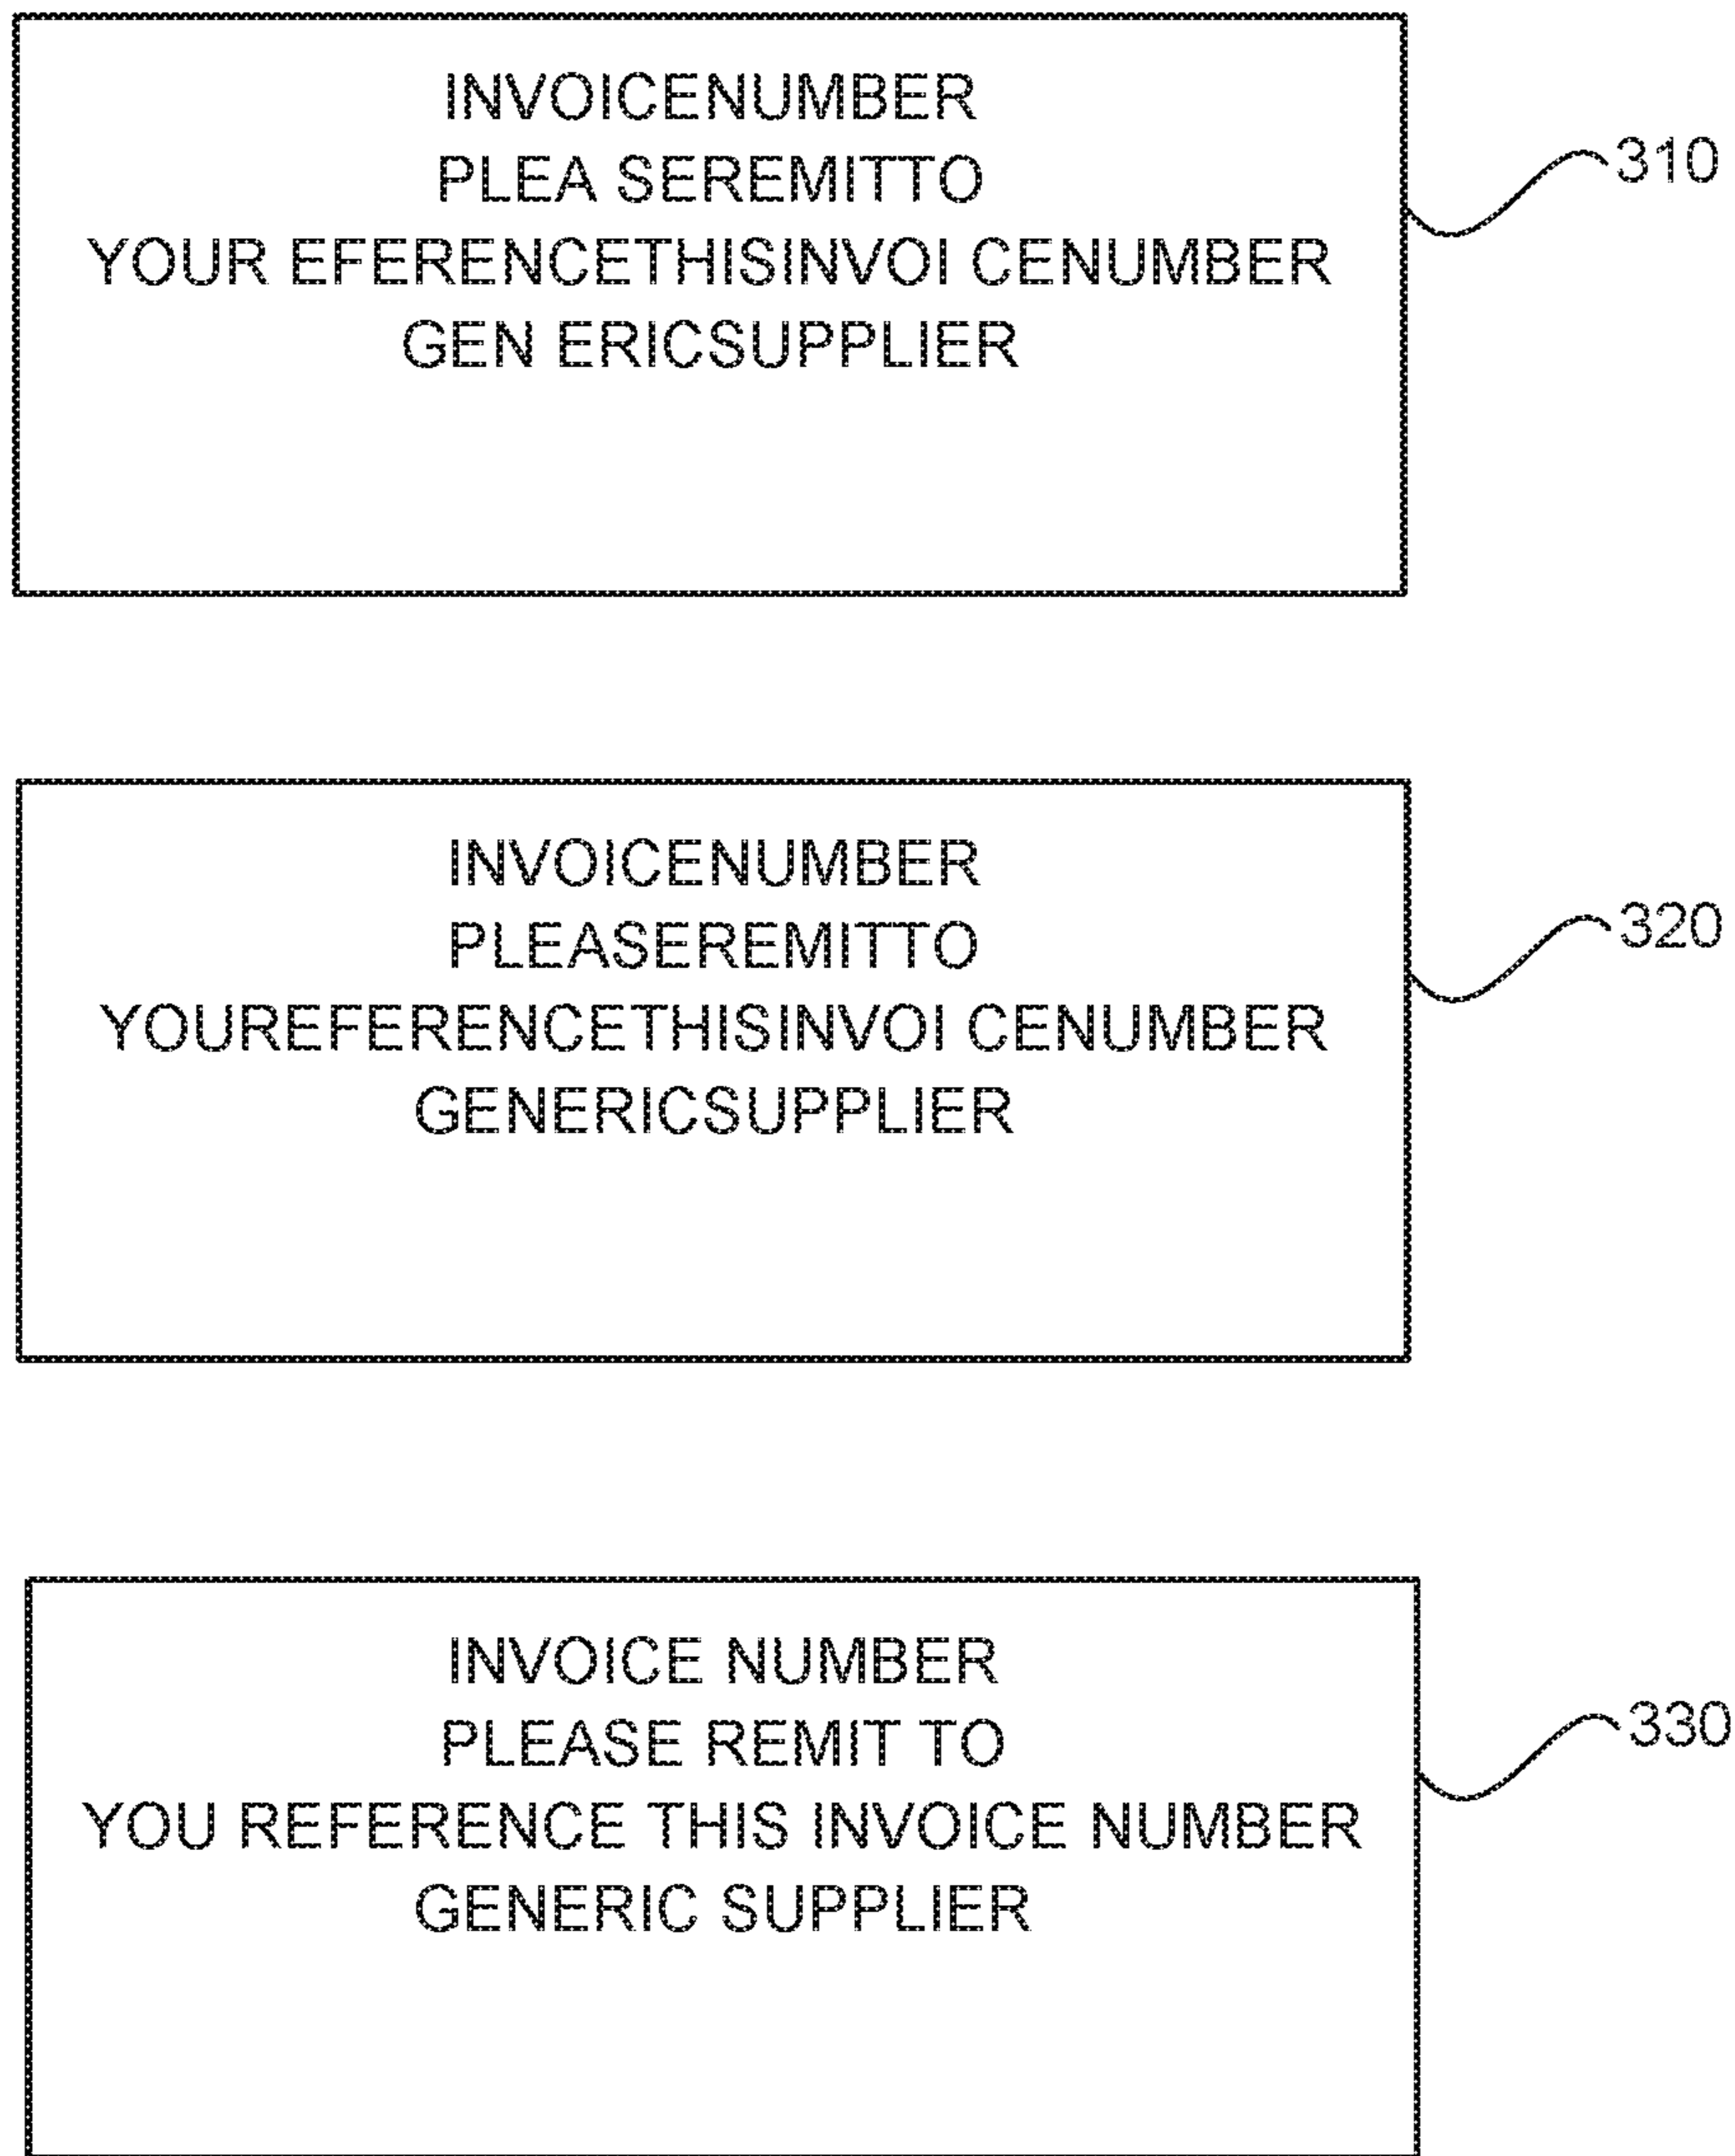 INVOICENUMBER
PLEA SEREMITTO
YOUR EFERENCETHISINVOI CENUMBER
GEN ERICSUPPLIER
310
INVOICENUMBER
PLEASEREMITTO
YOUREFERENCETHISINVOI CENUMBER
GENERICSUPPLIER
320
INVOICE NUMBER
PLEASE REMIT TO
YOU REFERENCE THIS INVOICE NUMBER
GENERIC SUPPLIER
330